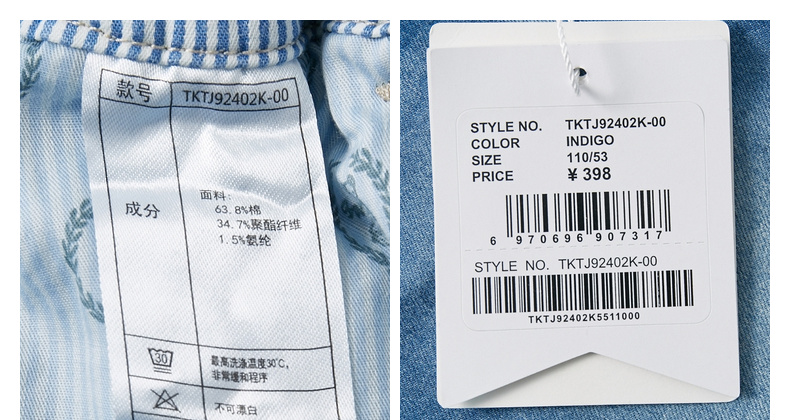 款号 TKTJ92402K-00
成分
面料:
63.8%棉
34.7%聚酯纤维
1.5%氨纶
30
最高洗涤温度30℃,
非常缓和程序
不可漂白
STYLE NO. TKTJ92402K-00
COLOR INDIGO
SIZE 110/53
PRICE ¥ 398
6 970696 907317
STYLE NO. TKTJ92402K-00
TKTJ92402K5511000